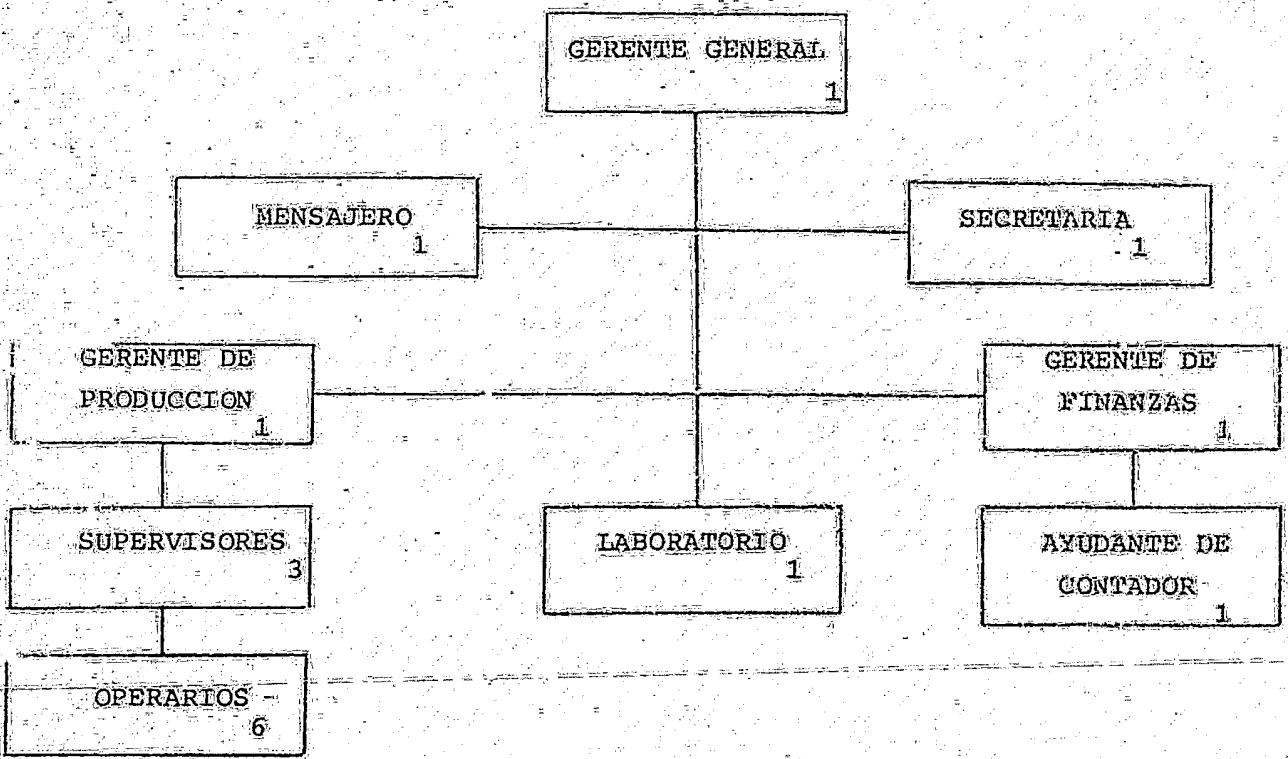 GERENTE GENERAL
1
MENSAJERO
1
SECRETARIA
1
GERENTE DE
PRODUCCION
1
GERENTE DE
FINANZAS
1
SUPERVISORES
3
LABORATORIO
1
AYUDANTE DE
CONTADOR
1
OPERARIOS
6